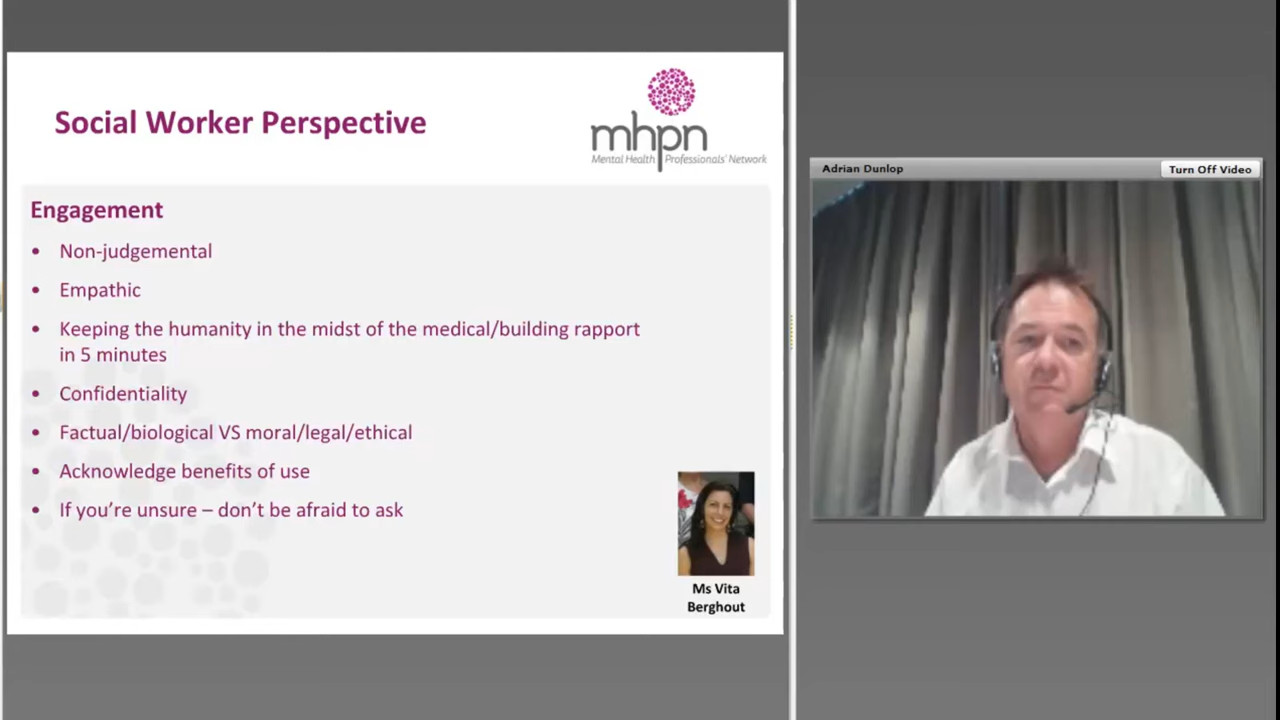 Social Worker Perspective
mhpn
Mental Health Professionals' Network
Engagement
• Non-judgemental
• Empathic
• Keeping the humanity in the midst of the medical/building rapport
in 5 minutes
• Confidentiality
• Factual/biological VS moral/legal/ethical
• Acknowledge benefits of use
• If you're unsure – don't be afraid to ask
Ms Vita
Berghout
Adrian Dunlop
Turn Off Video